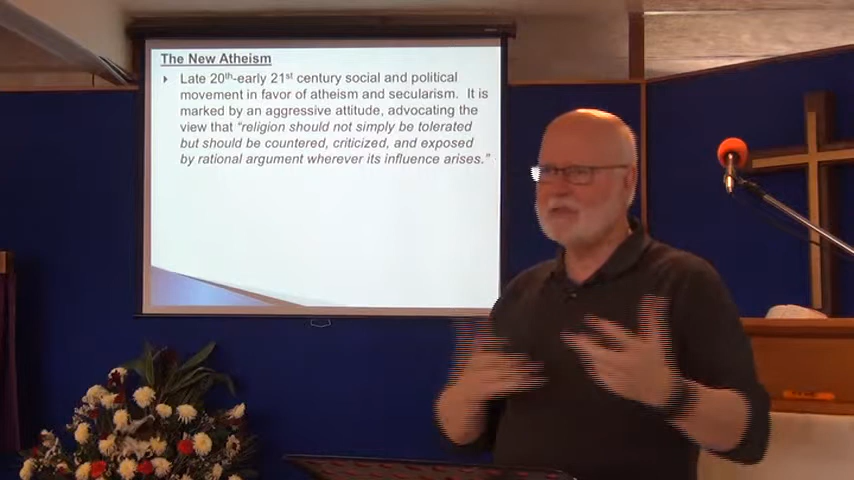 The New Atheism
Late 20th-early 21st century social and political
movement in favor of atheism and secularism. It is
marked by an aggressive attitude, advocating the
view that “religion should not simply be tolerated
but should be countered, criticized, and exposed
by rational argument wherever its influence arises.”